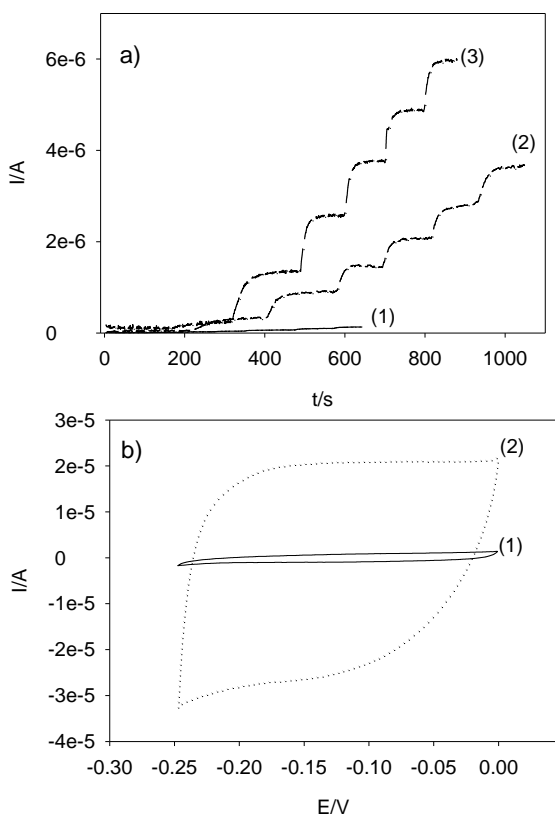 a)
6e-6
4e-6
2e-6
0
I/A
(3)
(2)
(1)
0 200 400 600 800 1000
t/s
b)
3e-5
2e-5
1e-5
0
-1e-5
-2e-5
-3e-5
-4e-5
I/A
(2)
(1)
-0.30 -0.25 -0.20 -0.15 -0.10 -0.05 0.00
E/V